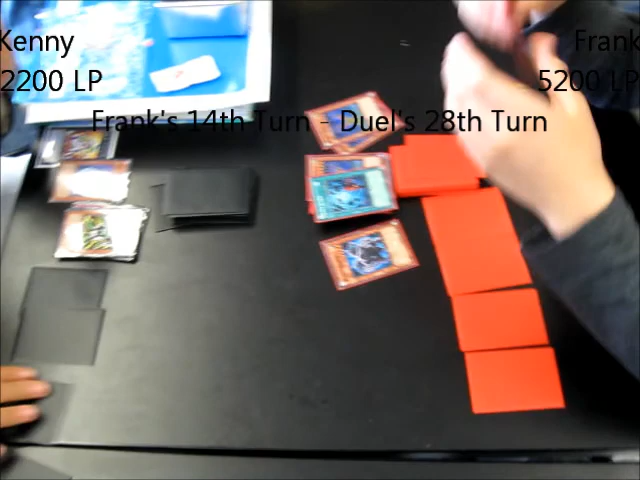 Kenny
Frank
2200 LP
5200 LP
Frank's 14th Turn - Duel's 28th Turn